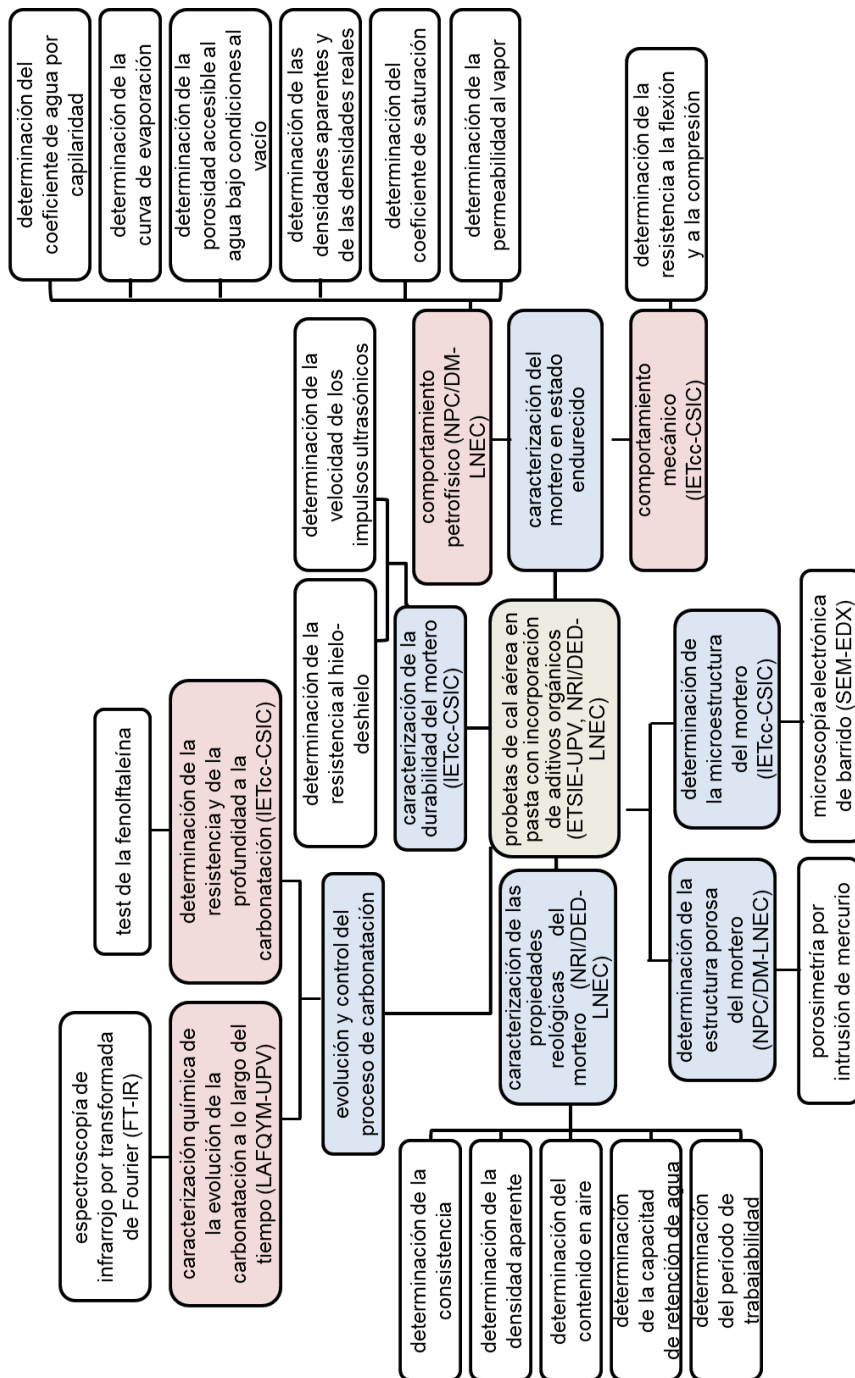 espectroscopía de
infrarrojo por transformada
de Fourier (FT-IR)
test de la fenolftaleína
caracterización química de
la evolución de la
carbonatación a lo largo del
tiempo (LAFQYM-UPV)
determinación de la
resistencia y de la
profundidad a la
carbonatación (IETcc-CSIC)
evolución y control del
proceso de carbonatación
determinación de la
resistencia al hielo-
deshielo
determinación de la
velocidad de los
impulsos ultrasónicos
caracterización de la
durabilidad del mortero
(IETcc-CSIC)
determinación de la
consistencia
determinación de la
densidad aparente
determinación del
contenido en aire
determinación
de la capacitad
de retención de agua
determinación
del período de
trabajabilidad
caracterización de las
propiedades
reológicas del
mortero (NRI/DED-
LNEC)
probetas de cal aérea en
pasta con incorporación
de aditivos orgánicos
(ETSIE-UPV, NRI/DED-
LNEC)
caracterización del
mortero en estado
endurecido
comportamiento
petrofísico (NPC/DM-
LNEC)
determinación del
coeficiente de agua por
capilaridad
determinación de la
curva de evaporación
determinación de la
porosidad accesible al
agua bajo condiciones al
vacío
determinación de las
densidades aparentes y
de las densidades reales
determinación del
coeficiente de saturación
determinación de la
permeabilidad al vapor
comportamiento
mecánico
(IETcc-CSIC)
determinación de la
resistencia a la flexión
y a la compresión
determinación de la
estructura porosa
del mortero
(NPC/DM-LNEC)
determinación de
la microestructura
del mortero
(IETcc-CSIC)
porosimetría por
intrusión de mercurio
microscopía electrónica
de barrido (SEM-EDX)